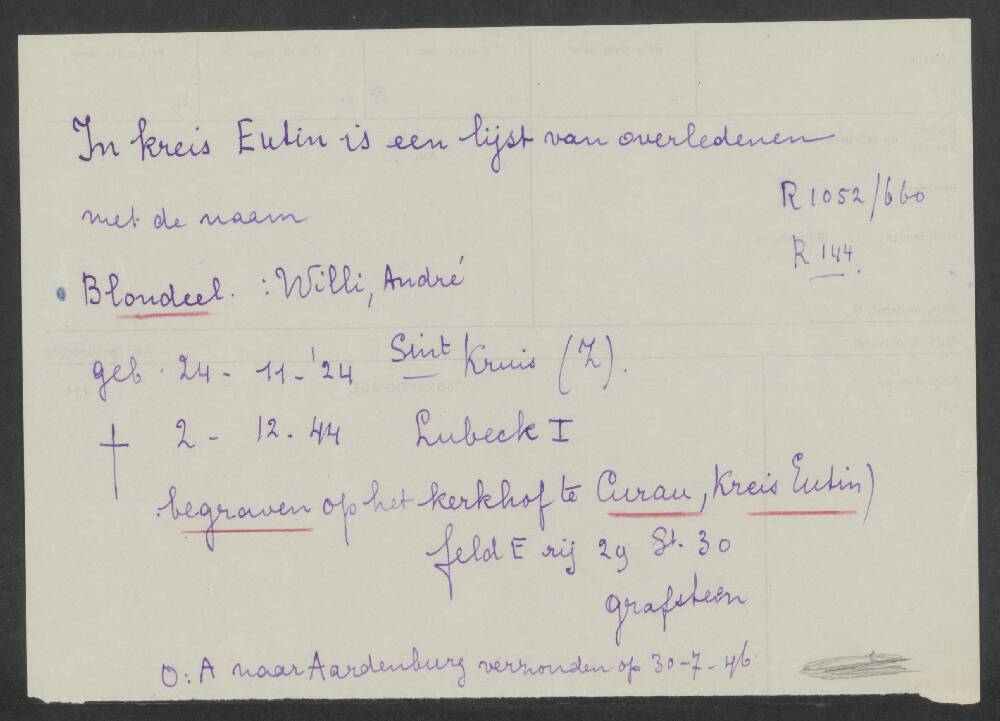 In kreis Eutin is een lijst van overledenen
met de naam
R 1052/660
R 144.
Blondeel. : Willi, André
geb. 24 - 11 - '24 Sint Kruis (Z).
† 2 - 12 - 44 Lubeck I
begraven op het kerkhof te Curau, Kreis Eutin)
feld E rij 29 St. 30
grafsteen
O: A naar Aardenburg verzonden op 30-7-46